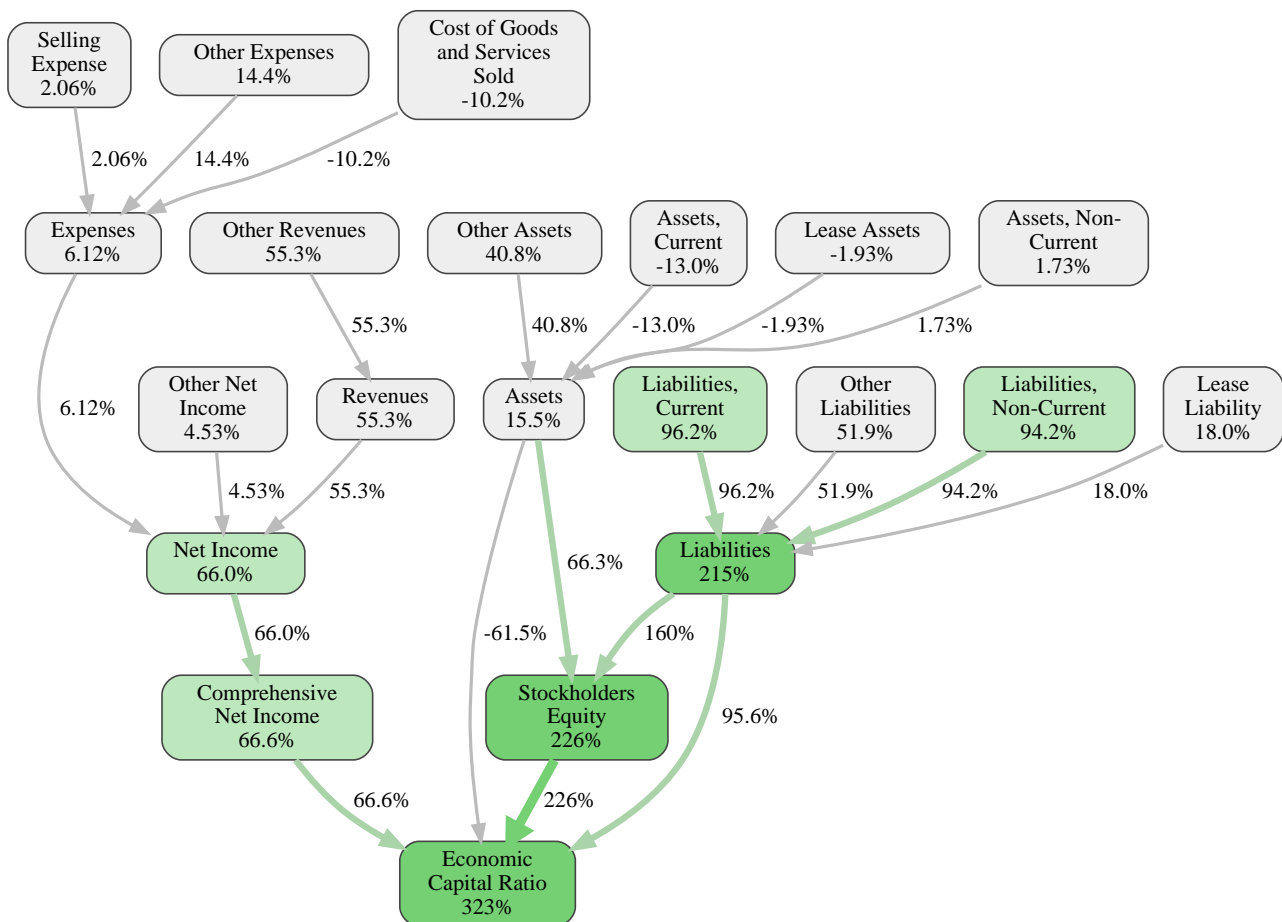 Selling
Expense
2.06%
Other Expenses
14.4%
Cost of Goods
and Services
Sold
-10.2%
2.06%
14.4%
-10.2%
Expenses
6.12%
Other Revenues
55.3%
Other Assets
40.8%
Assets,
Current
-13.0%
Lease Assets
-1.93%
Assets, Non-
Current
1.73%
55.3%
40.8%
-13.0%
-1.93%
1.73%
6.12%
Other Net
Income
4.53%
Revenues
55.3%
Assets
15.5%
Liabilities,
Current
96.2%
Other
Liabilities
51.9%
Liabilities,
Non-Current
94.2%
Lease
Liability
18.0%
4.53%
55.3%
96.2%
51.9%
94.2%
18.0%
Net Income
66.0%
66.3%
Liabilities
215%
66.0%
-61.5%
160%
Comprehensive
Net Income
66.6%
Stockholders
Equity
226%
95.6%
66.6%
226%
Economic
Capital Ratio
323%